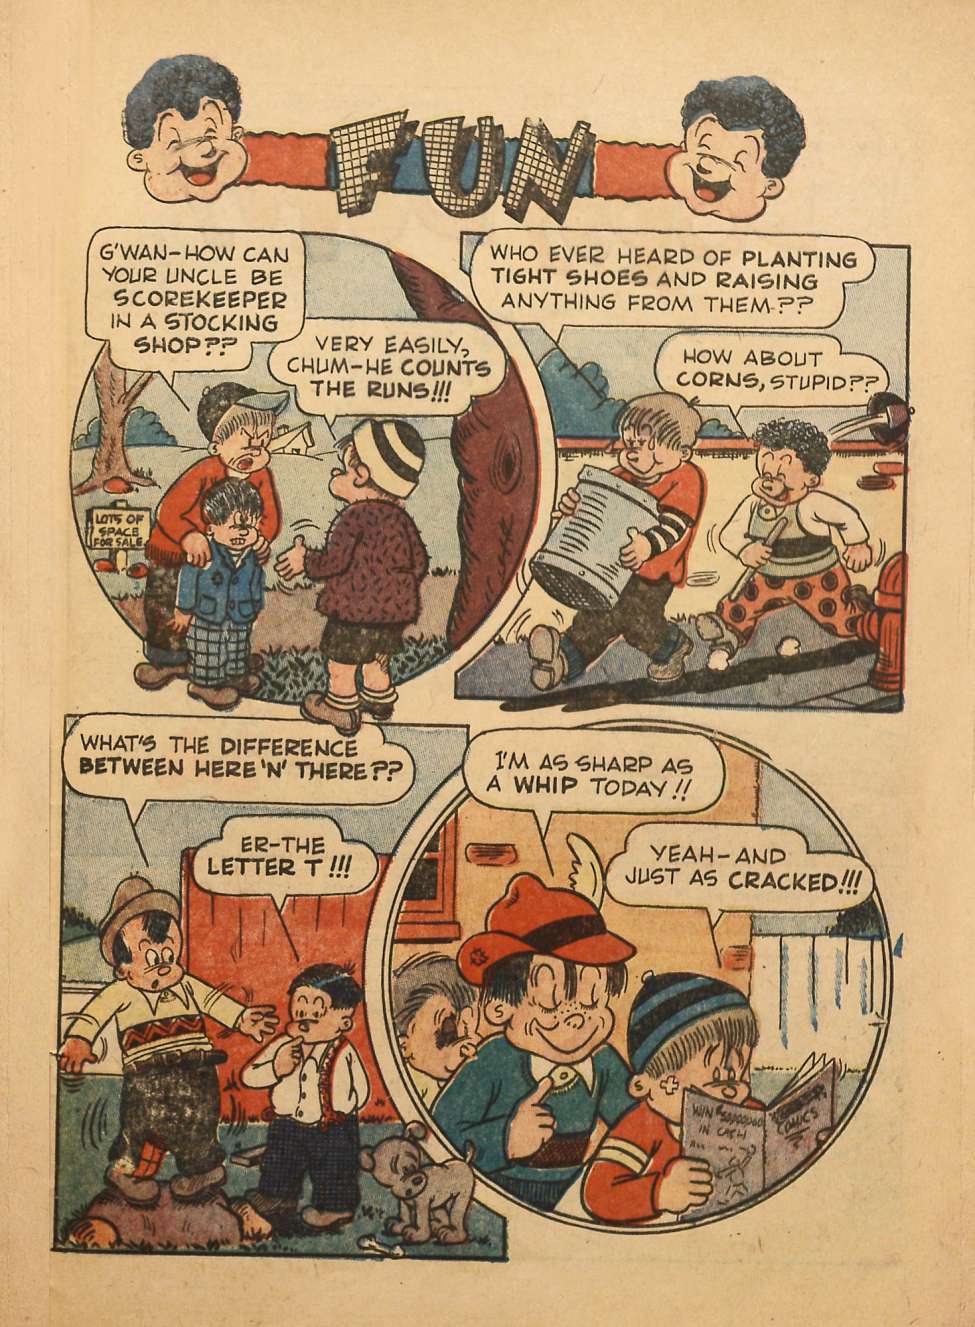 FUN
G'WAN-HOW CAN
YOUR UNCLE BE
SCOREKEEPER
IN A STOCKING
SHOP??
VERY EASILY,
CHUM-HE COUNTS
THE RUNS!!!
LOTS OF
SPACE
FOR SALE
WHO EVER HEARD OF PLANTING
TIGHT SHOES AND RAISING
ANYTHING FROM THEM??
HOW ABOUT
CORNS, STUPID??
WHAT'S THE DIFFERENCE
BETWEEN HERE 'N' THERE??
ER-THE
LETTER T!!!
I'M AS SHARP AS
A WHIP TODAY!!
YEAH-AND
JUST AS CRACKED!!!
WIN
IN CASH
COMICS